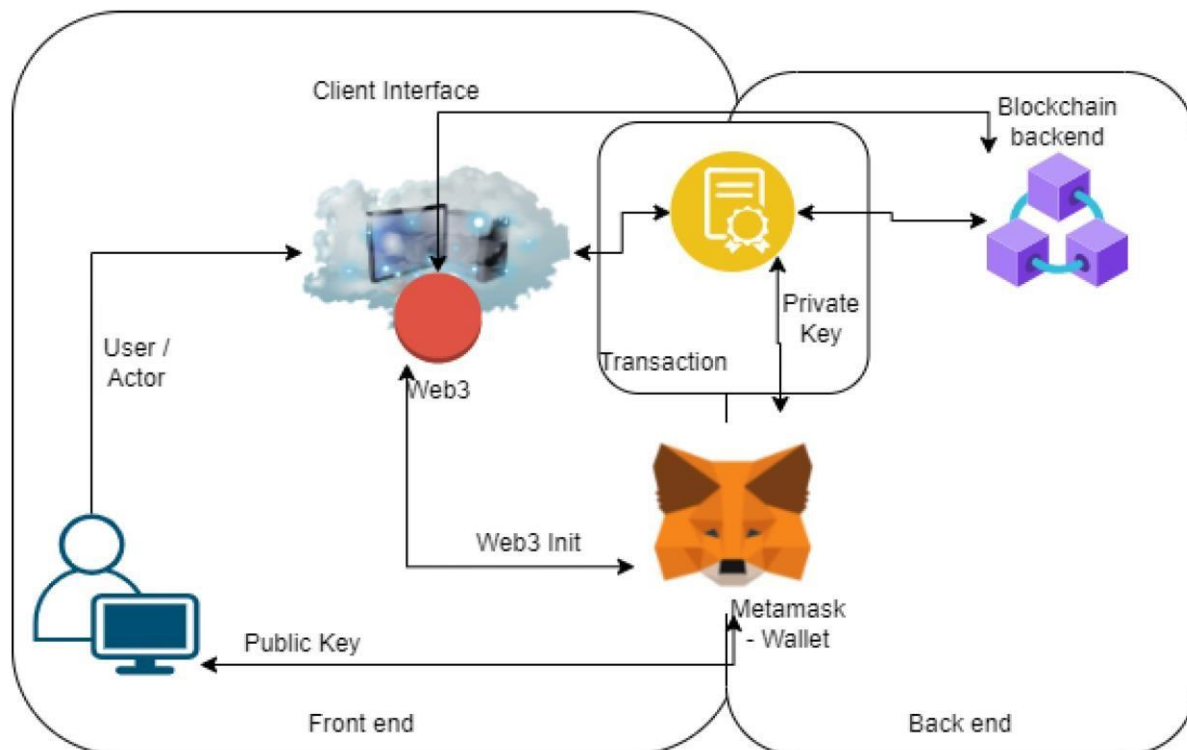 Client Interface
Blockchain
backend
Private
Key
User /
Actor
Transaction
Web3
Web3 Init
Metamask
- Wallet
Public Key
Front end
Back end